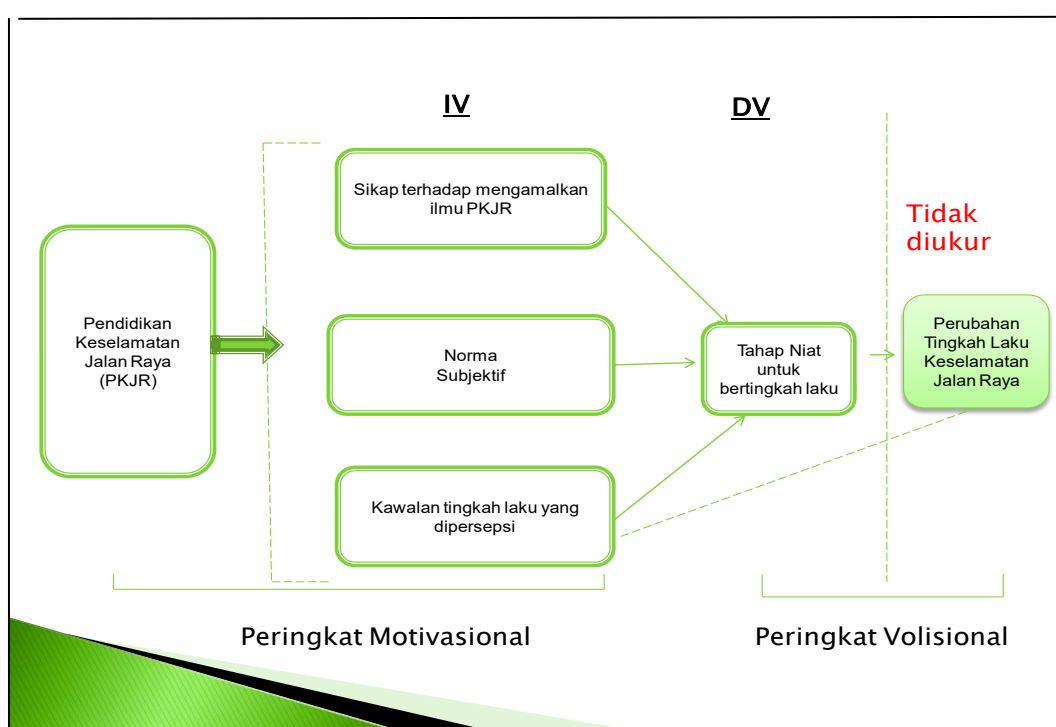 IV
DV
Sikap terhadap mengamalkan
ilmu PKJR
Tidak
diukur
Pendidikan
Keselamatan
Jalan Raya
(PKJR)
Norma
Subjektif
Tahap Niat
untuk
bertingkah laku
Perubahan
Tingkah Laku
Keselamatan
Jalan Raya
Kawalan tingkah laku yang
dipersepsi
Peringkat Motivasional
Peringkat Volisional